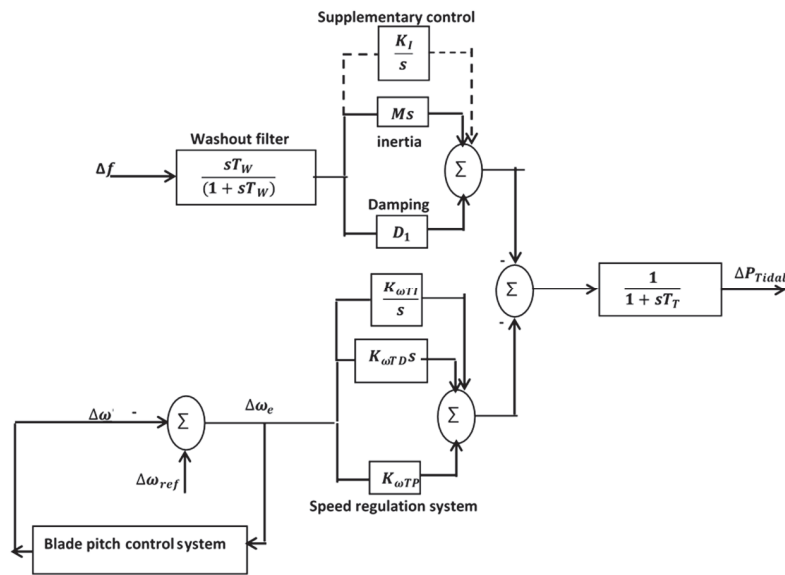 Supplementary control
K_I
s
Ms
inertia
Washout filter
Δf
sT_W
(1 + sT_W)
Σ
Damping
D_1
-
Σ
-
1
1 + sT_T
ΔP_Tidal
K_ωTI
s
K_ωTD s
Σ
Δω' -
Σ
Δω_e
Δω_ref
K_ωTP
Speed regulation system
Blade pitch control system